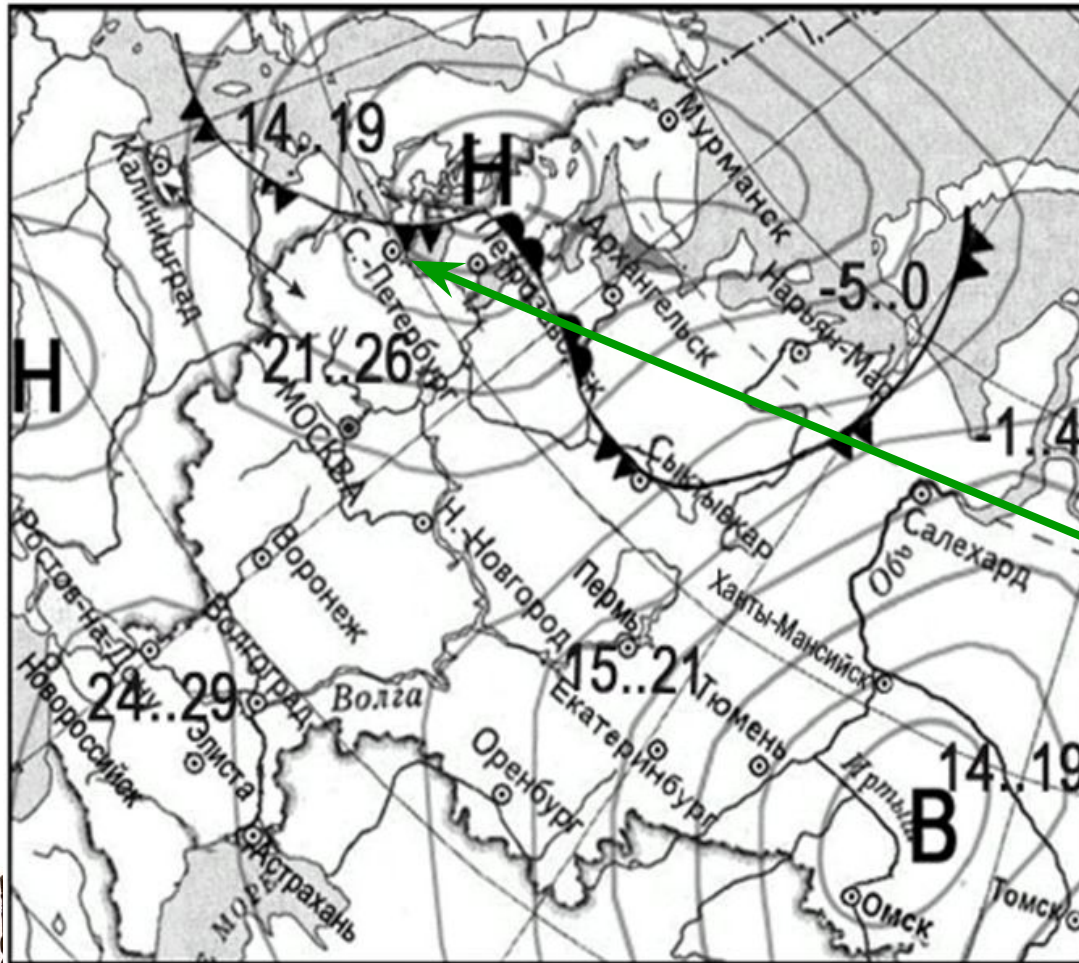 Мурманск
14..19
Н
Калининград
С.-Петербург
Петрозаводск
Архангельск
Нарьян-Мар
-5..0
21..26
Н
МОСКВА
-1..4
Сыктывкар
Салехард
Обь
Н.-Новгород
Воронеж
Пермь
Ханты-Мансийск
Ростов-на-Дону
Волгоград
Новороссийск
24..29
Волга
15..21
Тюмень
Екатеринбург
Элиста
Оренбург
Иртыш
14..19
В
Астрахань
МОРЕ
Омск
Томск